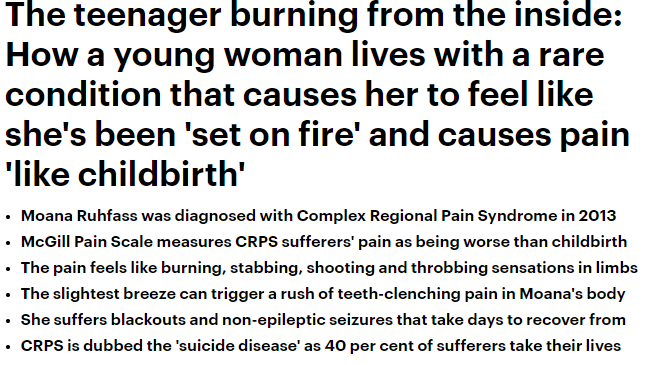 The teenager burning from the inside:
How a young woman lives with a rare
condition that causes her to feel like
she's been 'set on fire' and causes pain
'like childbirth'
• Moana Ruhfass was diagnosed with Complex Regional Pain Syndrome in 2013
• McGill Pain Scale measures CRPS sufferers' pain as being worse than childbirth
• The pain feels like burning, stabbing, shooting and throbbing sensations in limbs
• The slightest breeze can trigger a rush of teeth-clenching pain in Moana's body
• She suffers blackouts and non-epileptic seizures that take days to recover from
• CRPS is dubbed the 'suicide disease' as 40 per cent of sufferers take their lives